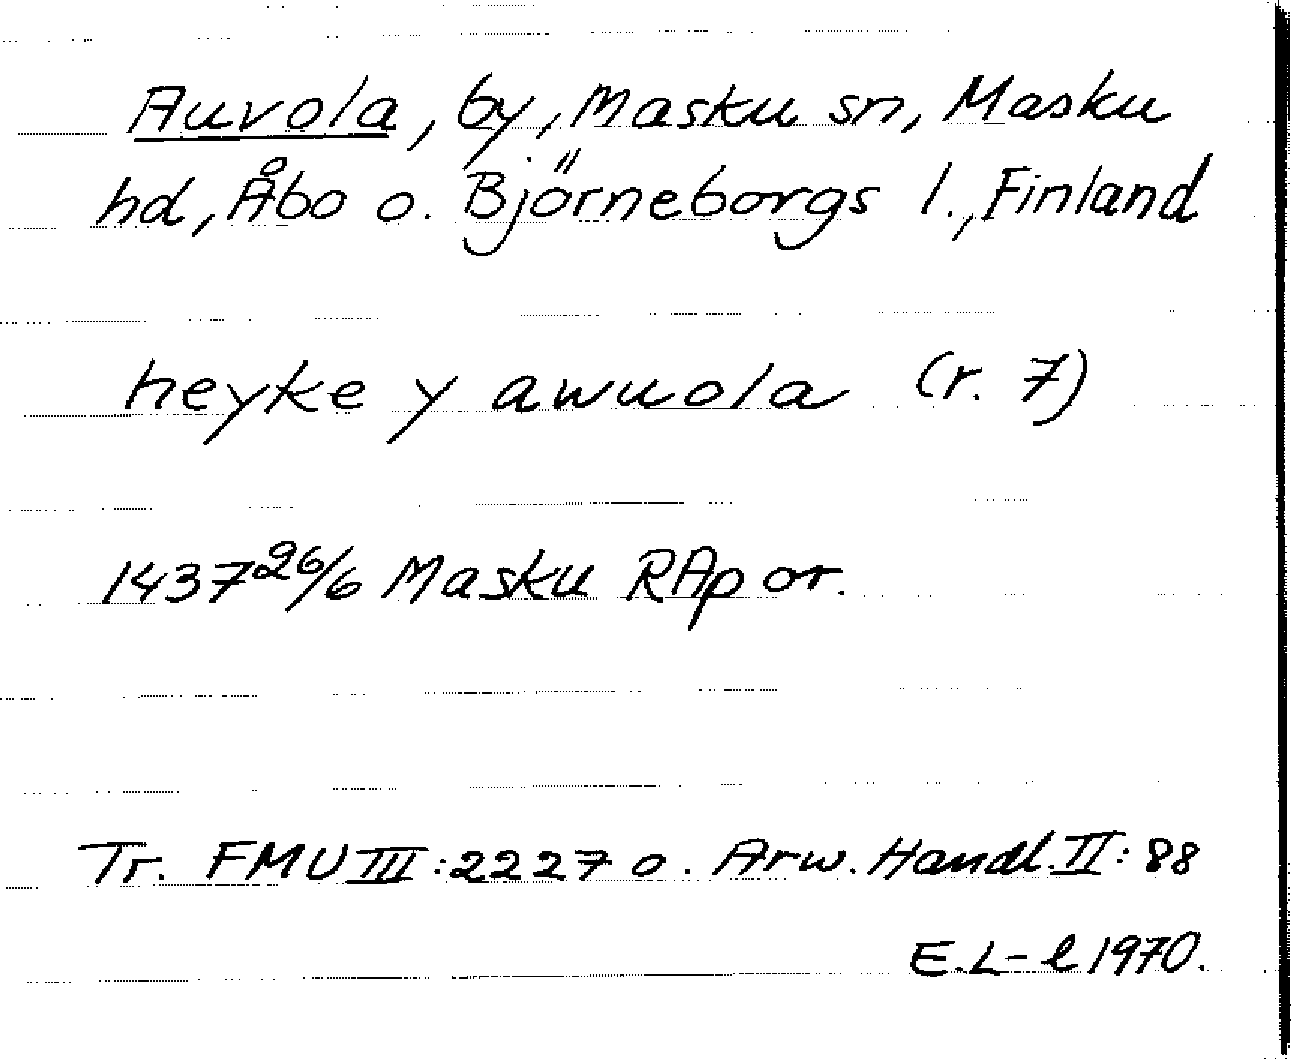 Auvola, by, Masku sn, Masku
hd, Åbo o. Björneborgs l., Finland
heyke y awuola (r. 7)
1437 26/6 Masku RAp or.
Tr. FMU III: 2227 o. Arw. Handl. II: 88
E.L-l 1970.